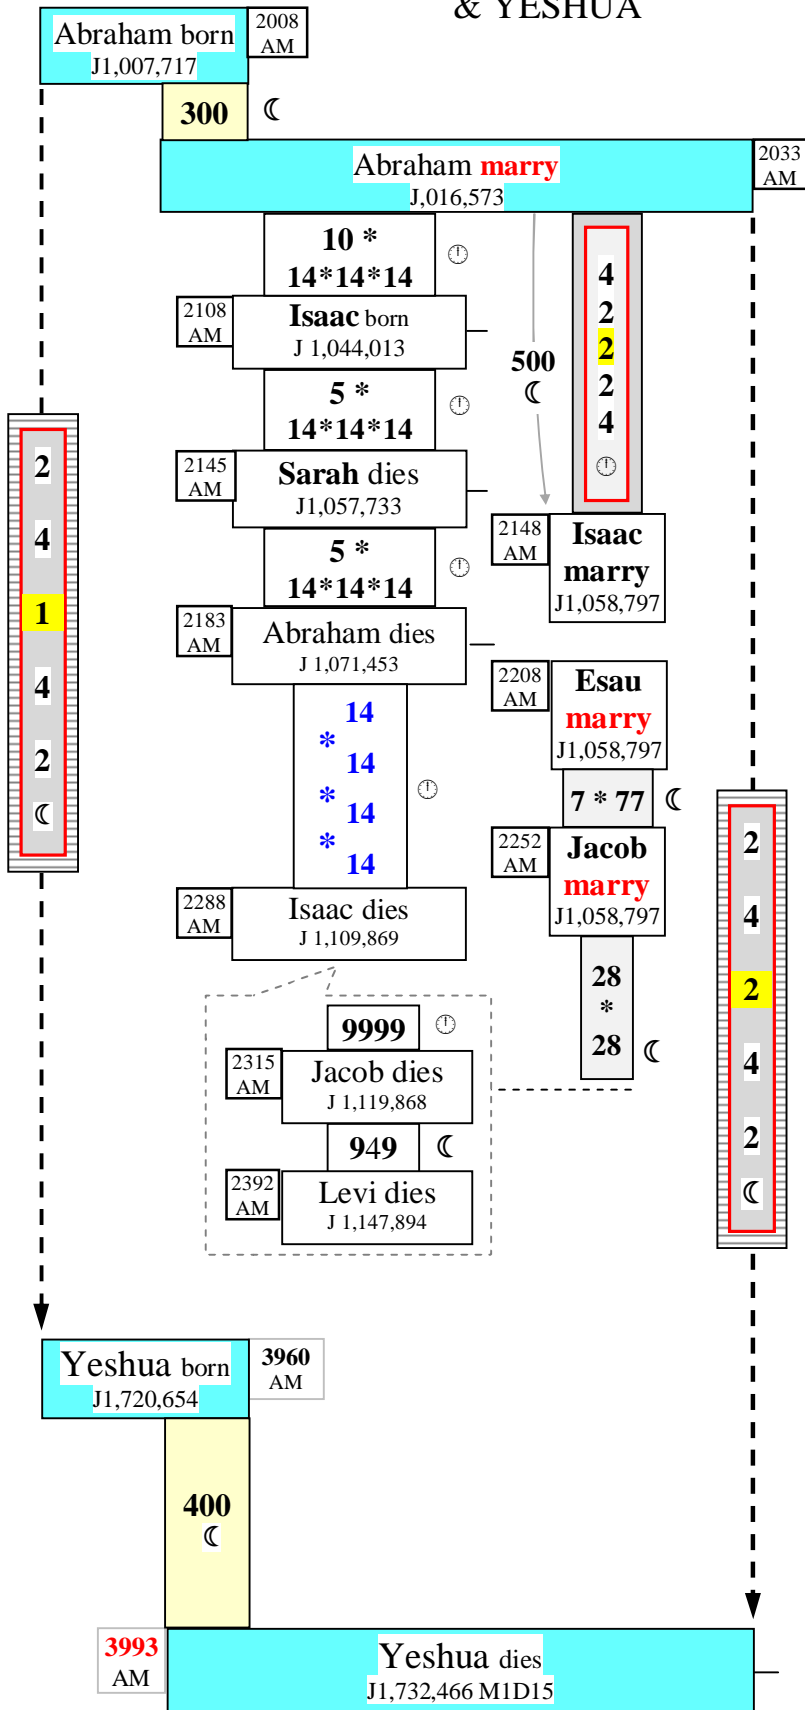 & YESHUA
Abraham born
J1,007,717
2008
AM
300 ☾
Abraham marry
J,016,573
2033
AM
10 *
14*14*14
2108
AM
Isaac born
J 1,044,013
5 *
14*14*14
2145
AM
Sarah dies
J1,057,733
5 *
14*14*14
2183
AM
Abraham dies
J 1,071,453
14
*
14
*
14
*
14
2288
AM
Isaac dies
J 1,109,869
500
☾
4
2
2
2
4
2148
AM
Isaac
marry
J1,058,797
2208
AM
Esau
marry
J1,058,797
7 * 77 ☾
2252
AM
Jacob
marry
J1,058,797
28
*
28 ☾
9999
2315
AM
Jacob dies
J 1,119,868
949 ☾
2392
AM
Levi dies
J 1,147,894
2
4
1
4
2
☾
2
4
2
4
2
☾
Yeshua born
J1,720,654
3960
AM
400
☾
3993
AM
Yeshua dies
J1,732,466 M1D15